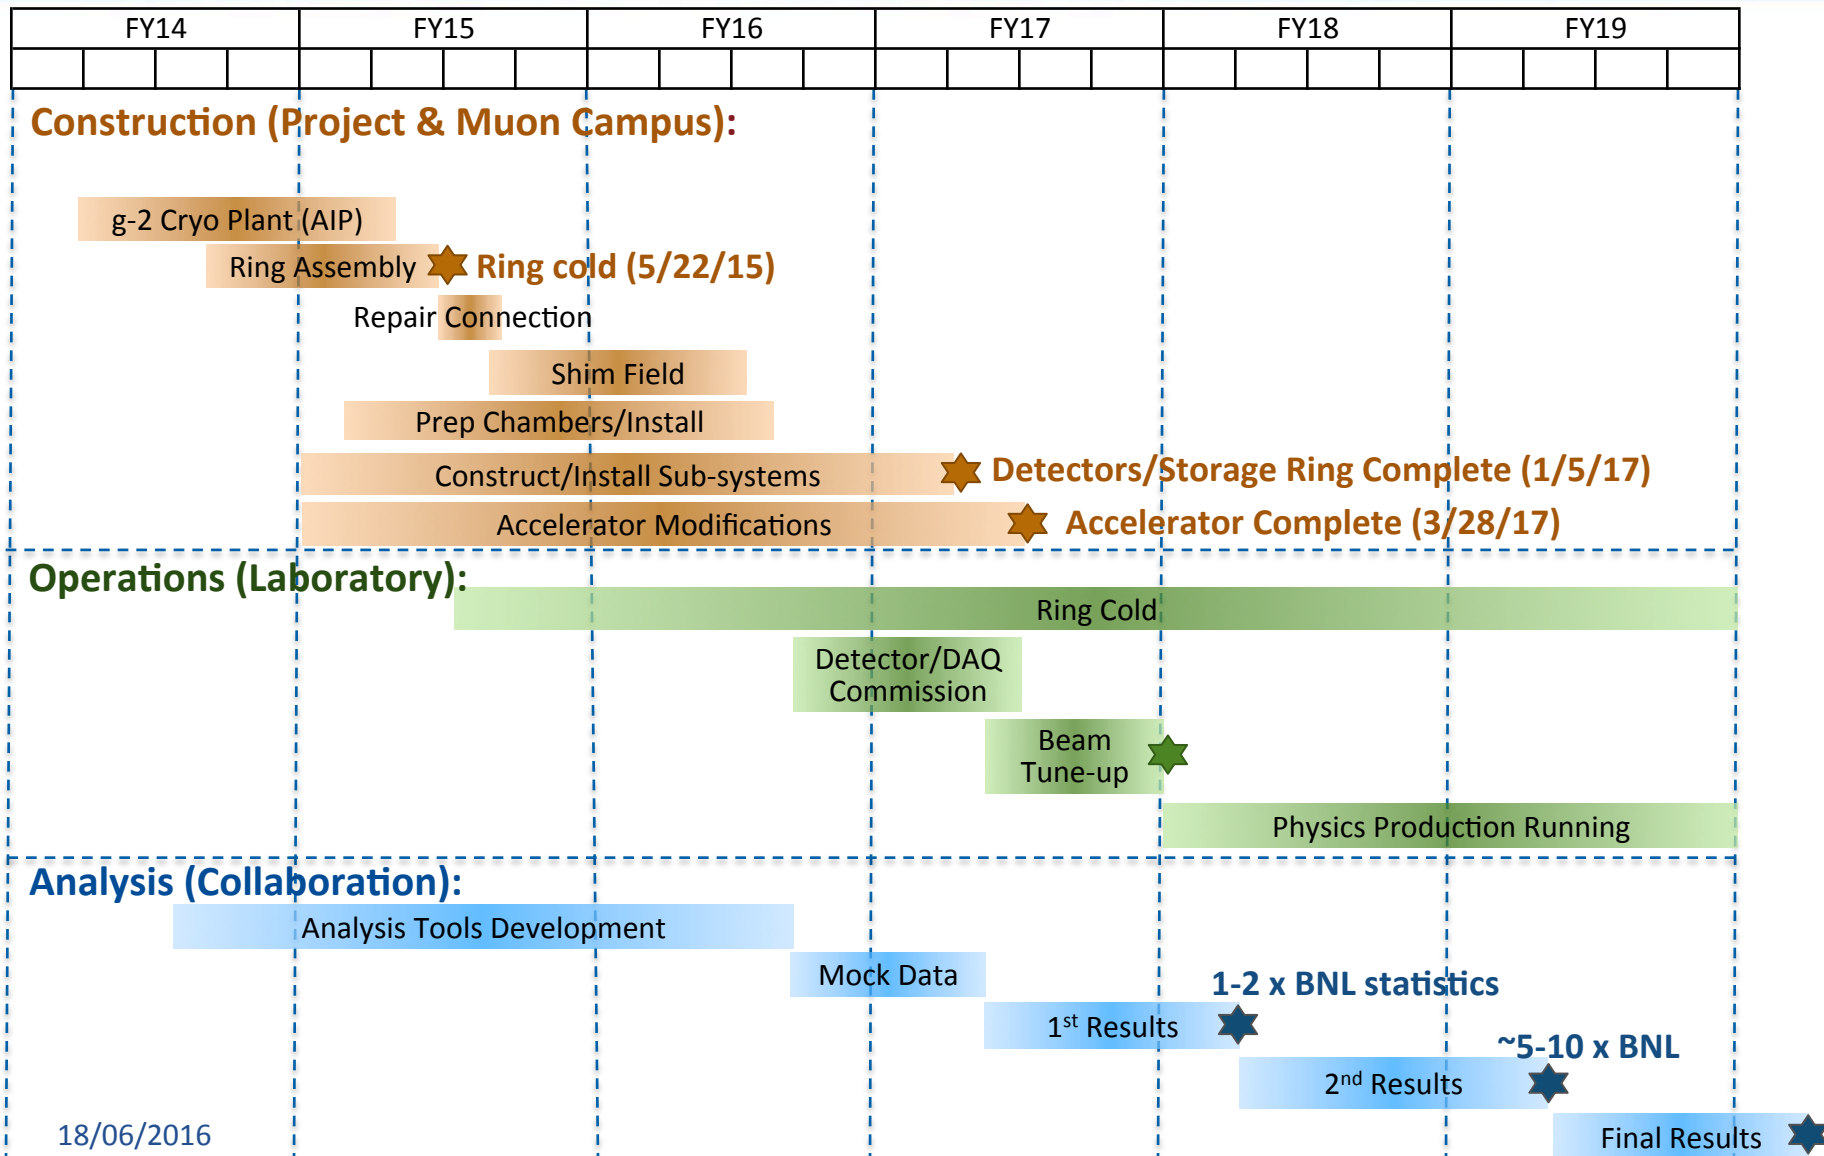 FY14 FY15 FY16 FY17 FY18 FY19
Construction (Project & Muon Campus):
g-2 Cryo Plant (AIP)
Ring Assembly
Ring cold (5/22/15)
Repair Connection
Shim Field
Prep Chambers/Install
Construct/Install Sub-systems
Detectors/Storage Ring Complete (1/5/17)
Accelerator Modifications
Accelerator Complete (3/28/17)
Operations (Laboratory):
Ring Cold
Detector/DAQ
Commission
Beam
Tune-up
Physics Production Running
Analysis (Collaboration):
Analysis Tools Development
Mock Data
1-2 x BNL statistics
1st Results
~5-10 x BNL
2nd Results
Final Results
18/06/2016